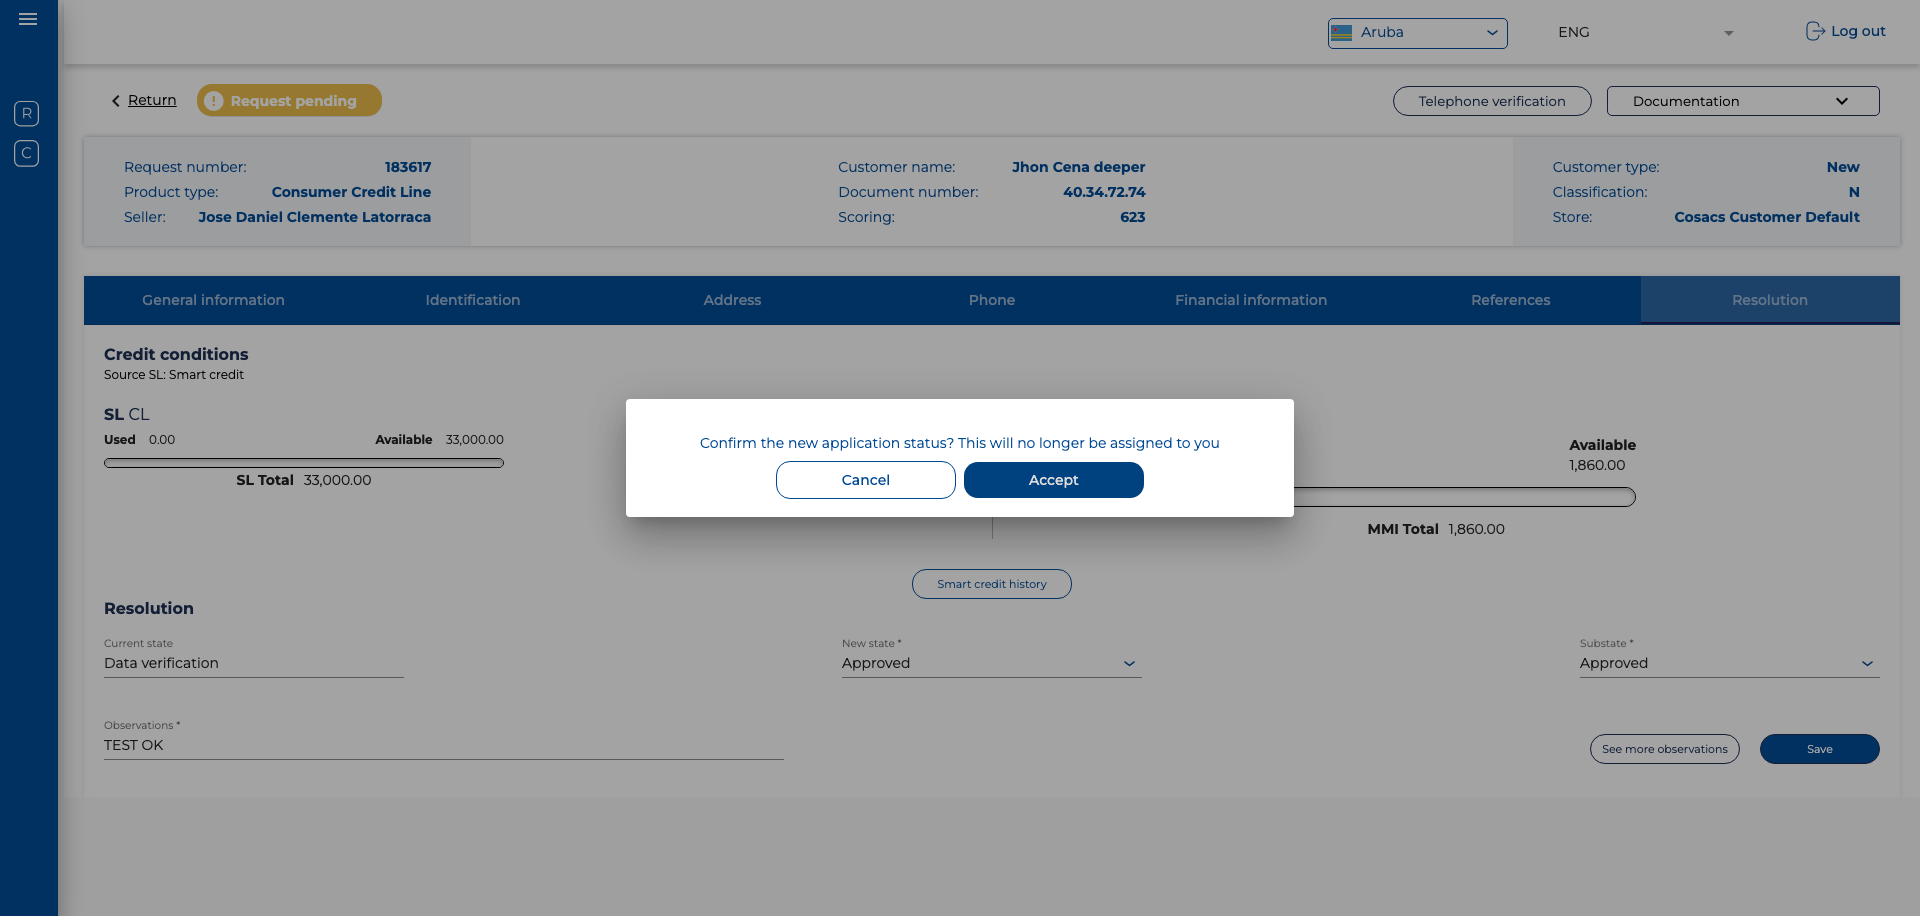 Aruba
ENG
Log out
R
C
Return
! Request pending
Telephone verification
Documentation
Request number: 183617
Product type: Consumer Credit Line
Seller: Jose Daniel Clemente Latorraca
Customer name: Jhon Cena deeper
Document number: 40.34.72.74
Scoring: 623
Customer type: New
Classification: N
Store: Cosacs Customer Default
General information
Identification
Address
Phone
Financial information
References
Resolution
Credit conditions
Source SL: Smart credit
SL CL
Used 0.00
Available 33,000.00
SL Total 33,000.00
Available
1,860.00
MMI Total 1,860.00
Confirm the new application status? This will no longer be assigned to you
Cancel
Accept
Smart credit history
Resolution
Current state
Data verification
New state *
Approved
Substate *
Approved
Observations *
TEST OK
See more observations
Save